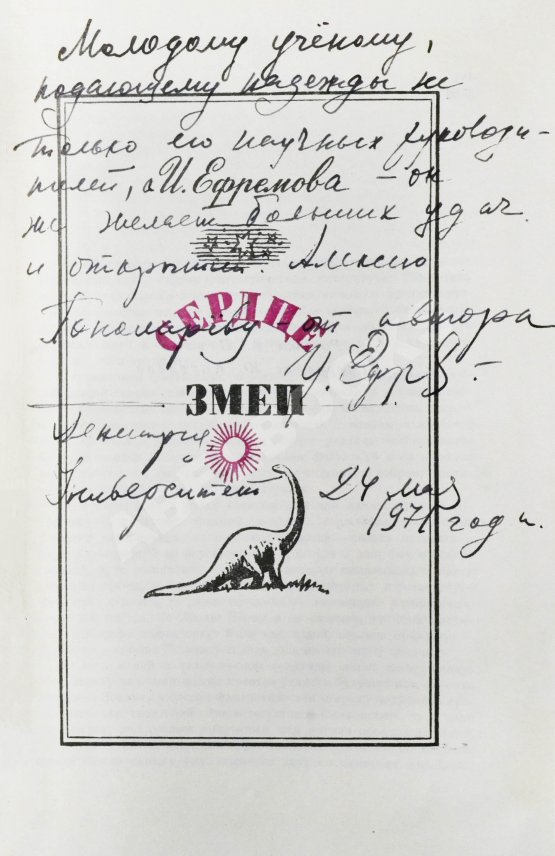 Молодому учёному,
подающему надежды не
только его научных руководи-
телей, а И. Ефремова – он
же желает больших удач
и открытий. Алексею
СЕРДЦЕ
Пономарёву – от автора
И. Ефр
ЗМЕИ
Ленинград
Университет 24 мая
1971 года.